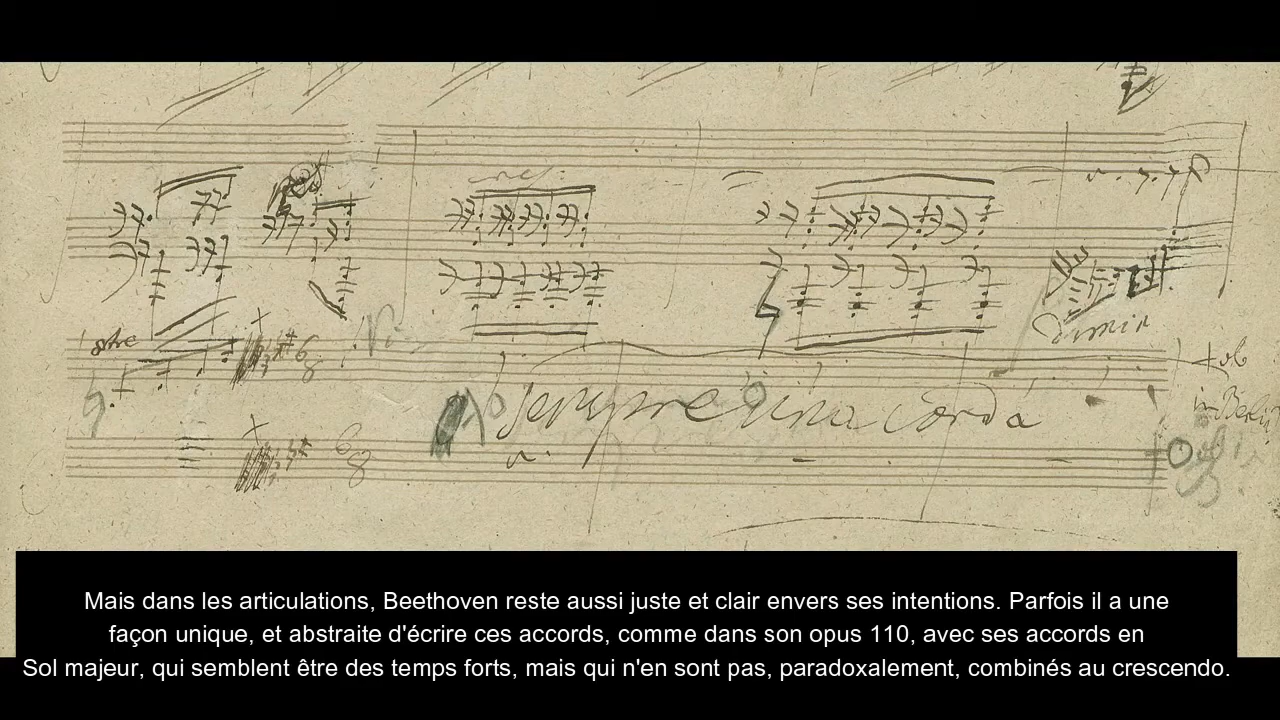 cresc:
dimin
sempre una corda
Mais dans les articulations, Beethoven reste aussi juste et clair envers ses intentions. Parfois il a une
façon unique, et abstraite d'écrire ces accords, comme dans son opus 110, avec ses accords en
Sol majeur, qui semblent être des temps forts, mais qui n'en sont pas, paradoxalement, combinés au crescendo.